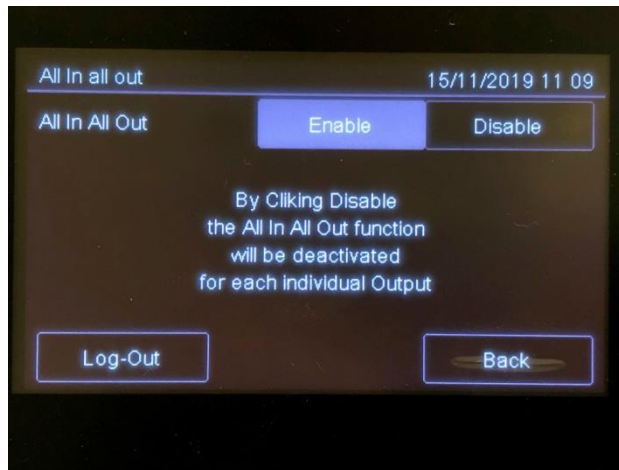 All In all out 15/11/2019 11 09
All In All Out Enable Disable
By Cliking Disable
the All In All Out function
will be deactivated
for each individual Output
Log-Out Back